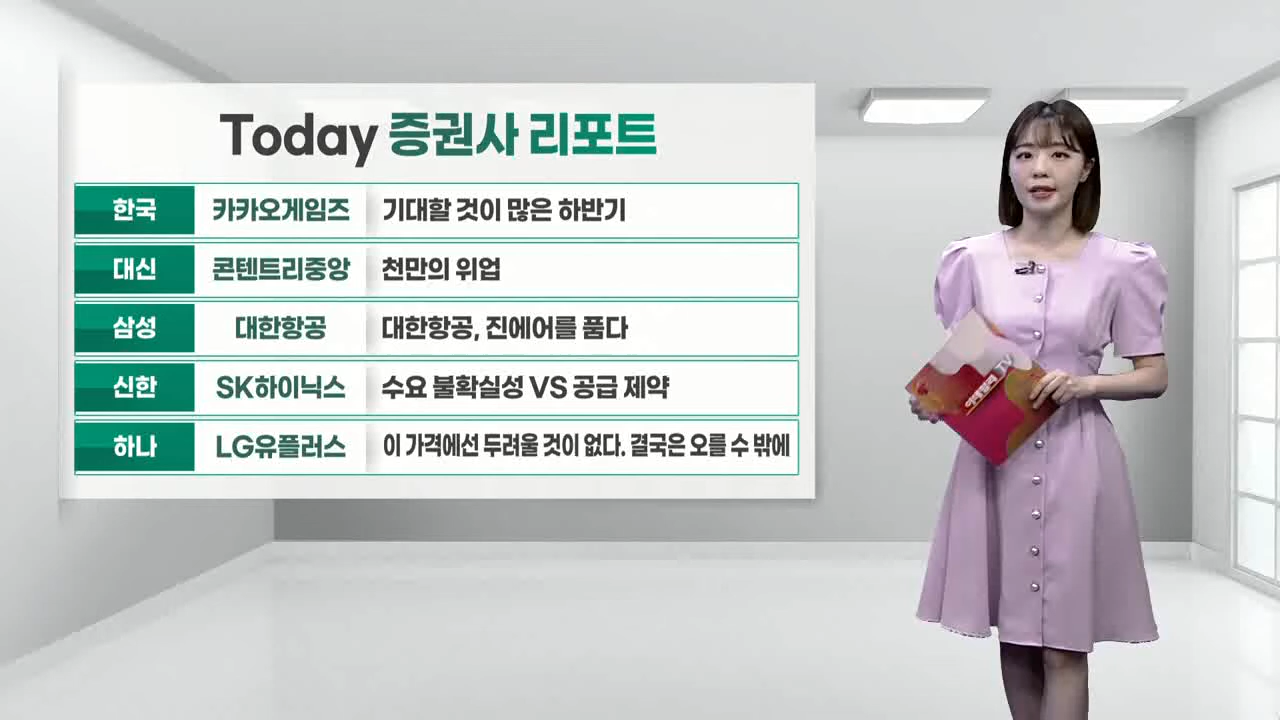 Today 증권사 리포트
한국 카카오게임즈 기대할 것이 많은 하반기
대신 콘텐트리중앙 천만의 위업
삼성 대한항공 대한항공, 진에어를 품다
신한 SK하이닉스 수요 불확실성 VS 공급 제약
하나 LG유플러스 이 가격에선 두려울 것이 없다. 결국은 오를 수 밖에